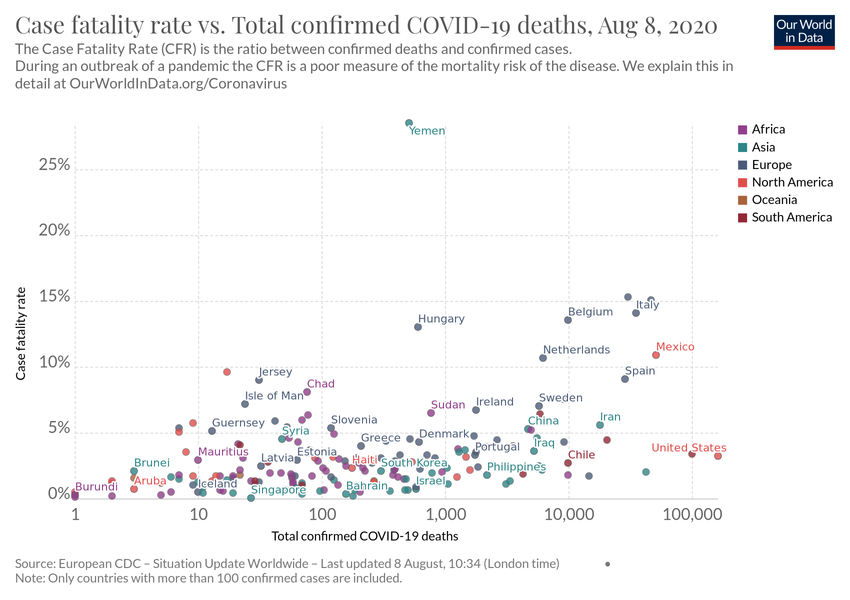 Case fatality rate vs. Total confirmed COVID-19 deaths, Aug 8, 2020
Our World
in Data
The Case Fatality Rate (CFR) is the ratio between confirmed deaths and confirmed cases.
During an outbreak of a pandemic the CFR is a poor measure of the mortality risk of the disease. We explain this in
detail at OurWorldInData.org/Coronavirus
Yemen
Africa
Asia
Europe
North America
Oceania
South America
25%
20%
15%
10%
5%
0%
Case fatality rate
Italy
Belgium
Hungary
Netherlands
Mexico
Jersey
Spain
Chad
Isle of Man
Sudan
Ireland
Sweden
Guernsey
Slovenia
China
Iran
Syria
Greece
Denmark
Iraq
Mauritius
Latvia
Estonia
Portugal
United States
Brunei
Haiti
South Korea
Philippines
Chile
Burundi
Aruba
Iceland
Singapore
Bahrain
Israel
1
10
100
1,000
10,000
100,000
Total confirmed COVID-19 deaths
Source: European CDC – Situation Update Worldwide – Last updated 8 August, 10:34 (London time)
Note: Only countries with more than 100 confirmed cases are included.